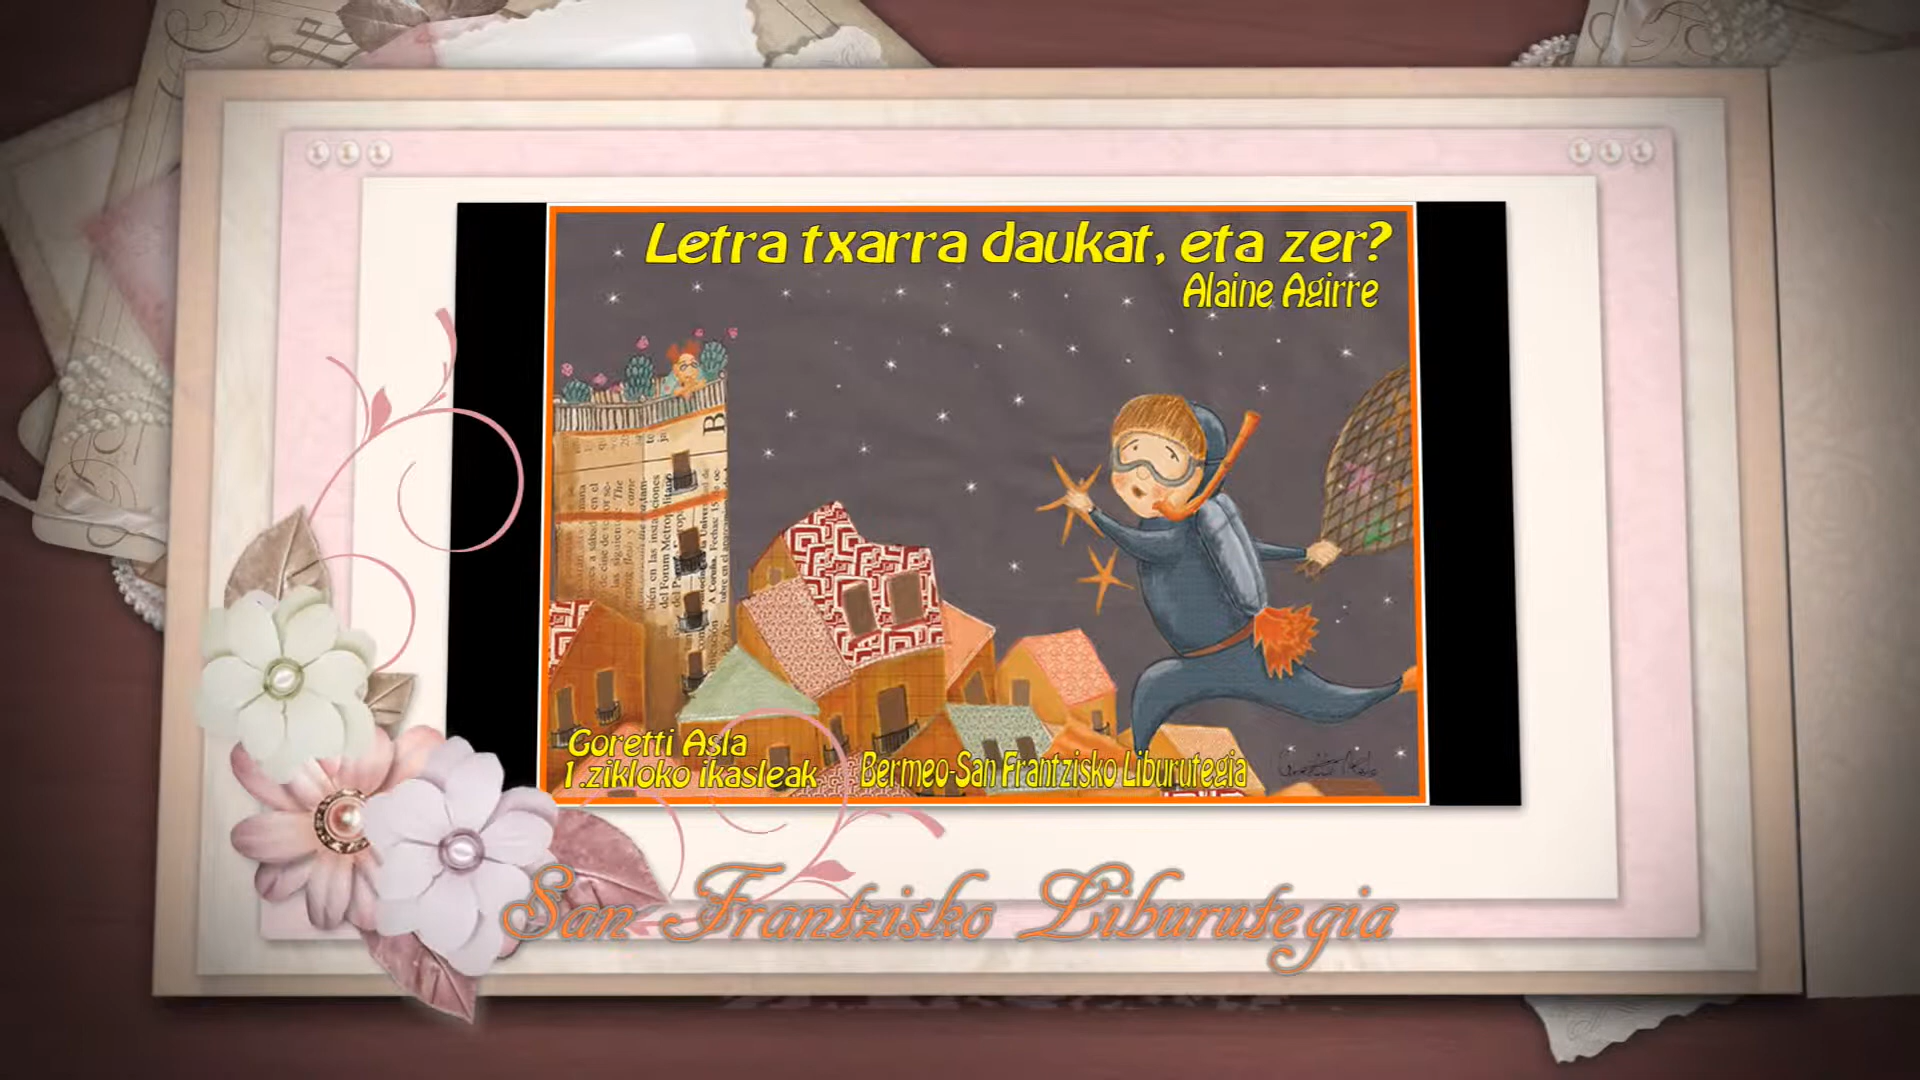 Letra txarra daukat, eta zer?
Alaine Agirre
B
Goretti Asla
1.zikloko ikasleak
Bermeo-San Frantzisko Liburutegia
San Frantzisko Liburutegia